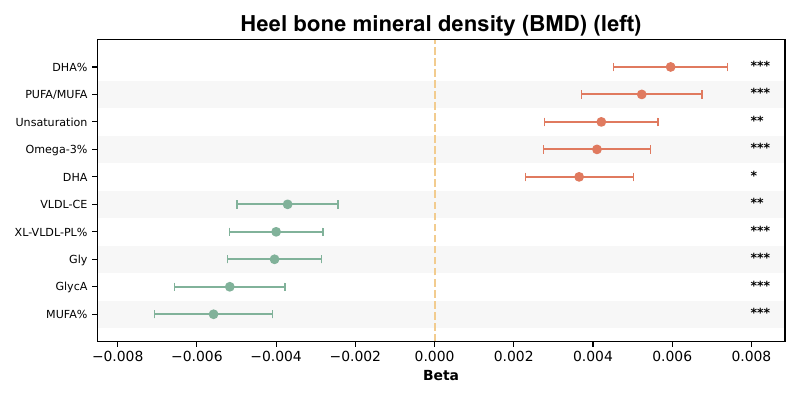 Heel bone mineral density (BMD) (left)
DHA% ***
PUFA/MUFA ***
Unsaturation **
Omega-3% ***
DHA *
VLDL-CE **
XL-VLDL-PL% ***
Gly ***
GlycA ***
MUFA% ***
−0.008 −0.006 −0.004 −0.002 0.000 0.002 0.004 0.006 0.008
Beta